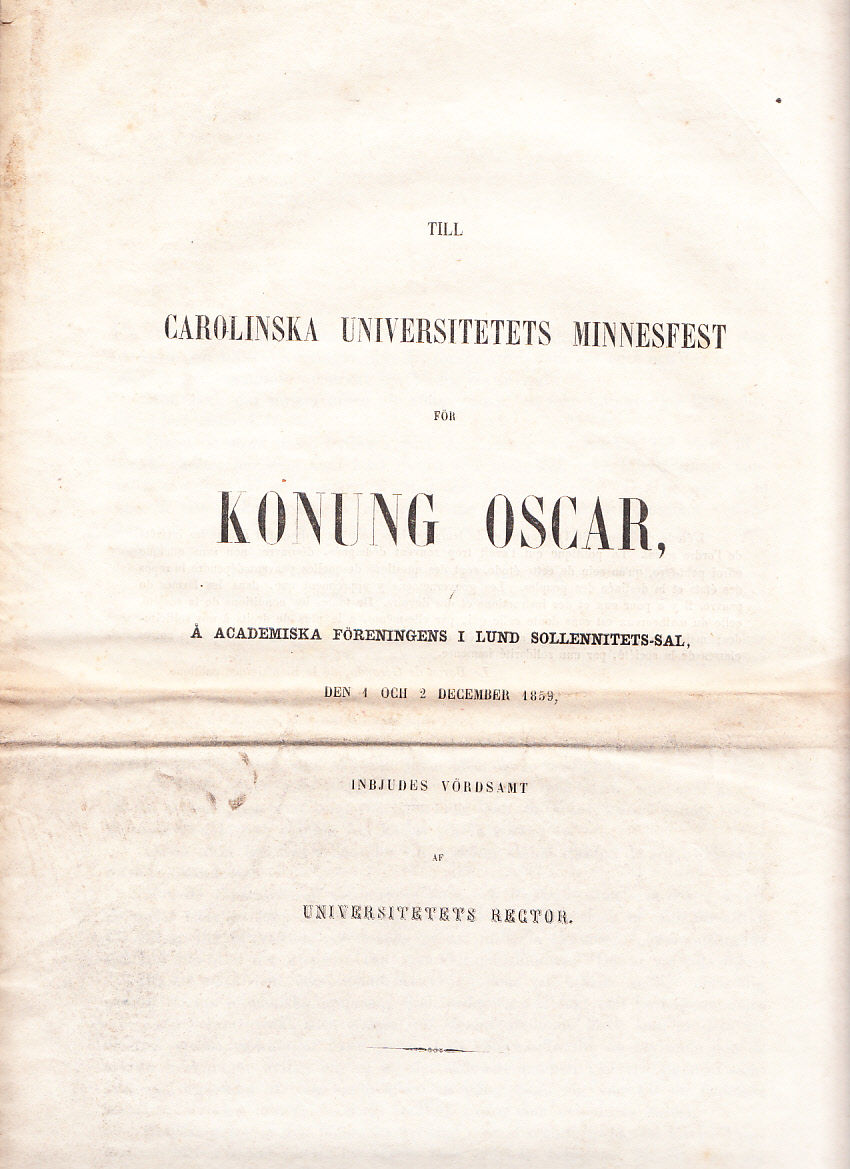 TILL
CAROLINSKA UNIVERSITETETS MINNESFEST
FÖR
KONUNG OSCAR,
Å ACADEMISKA FÖRENINGENS I LUND SOLLENNITETS-SAL,
DEN 1 OCH 2 DECEMBER 1859,
INBJUDES VÖRDSAMT
AF
UNIVERSITETETS RECTOR.